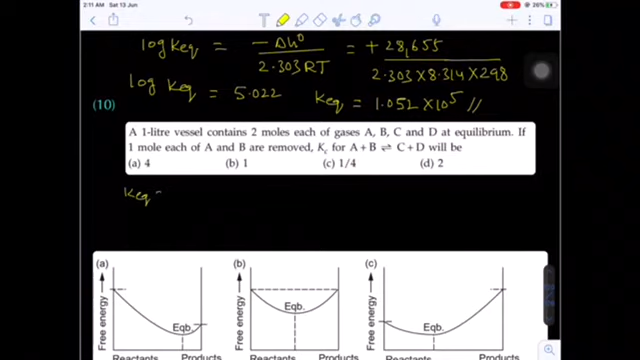 2:11 AM Sat 13 Jun
log Keq = -ΔG⁰ / 2.303 RT = + 28,655 / 2.303 × 8.314 × 298
log Keq = 5.022 Keq = 1.052 × 10⁵ //
(10)
A 1-litre vessel contains 2 moles each of gases A, B, C and D at equilibrium. If
1 mole each of A and B are removed, Kc for A + B ⇌ C + D will be
(a) 4 (b) 1 (c) 1/4 (d) 2
Keq -
(a) (b) (c)
Free energy Free energy Free energy
Eqb. Eqb. Eqb.
Reactants Products Reactants Products Reactants Products